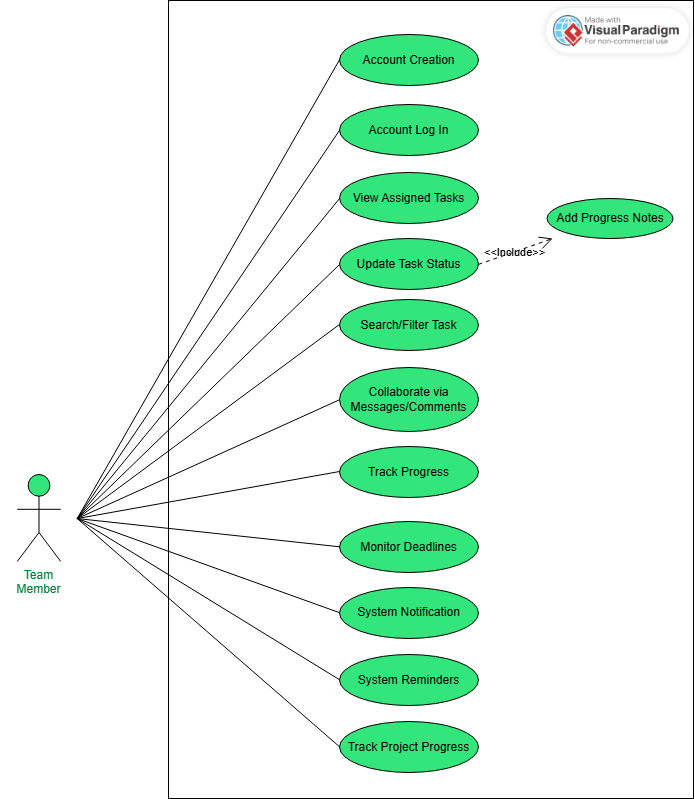 Made with
VisualParadigm
For non-commercial use
Account Creation
Account Log In
View Assigned Tasks
Add Progress Notes
<<Include>>
Update Task Status
Search/Filter Task
Collaborate via
Messages/Comments
Track Progress
Monitor Deadlines
Team
Member
System Notification
System Reminders
Track Project Progress